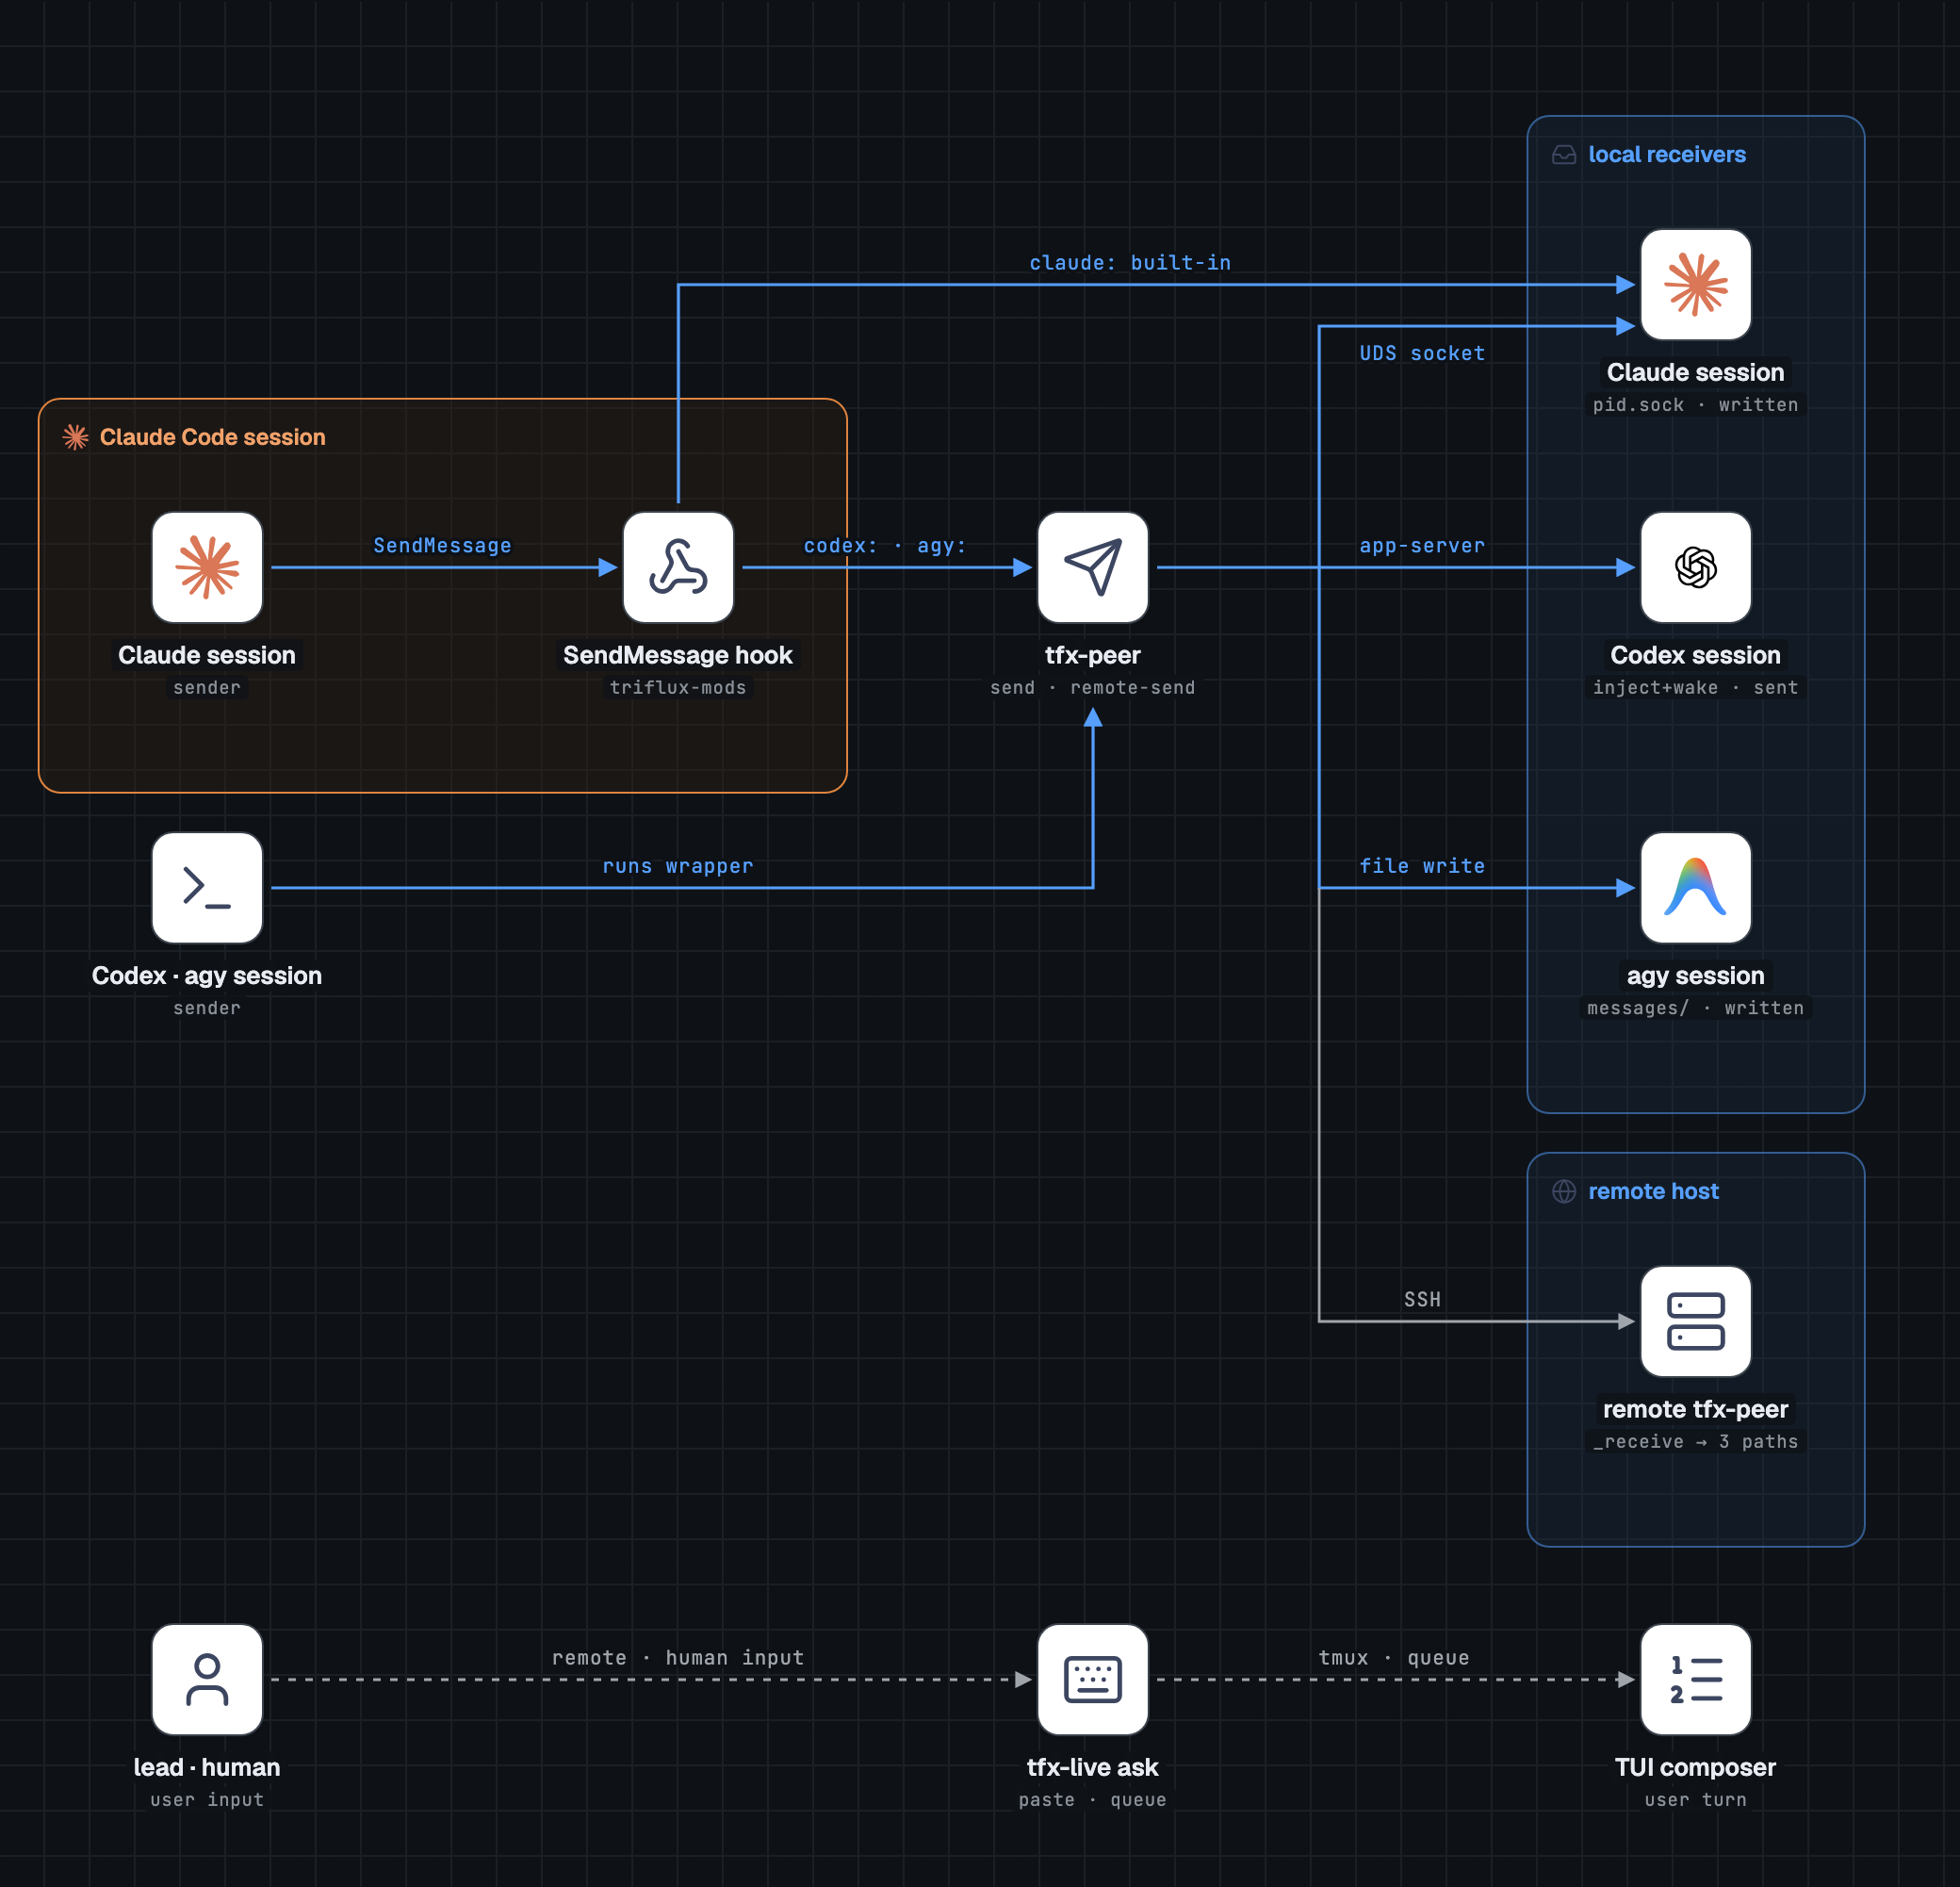 local receivers
claude: built-in
UDS socket
Claude session
pid.sock · written
Claude Code session
SendMessage
codex: · agy:
app-server
Claude session
sender
SendMessage hook
triflux-mods
tfx-peer
send · remote-send
Codex session
inject+wake · sent
runs wrapper
file write
Codex · agy session
sender
agy session
messages/ · written
remote host
SSH
remote tfx-peer
_receive → 3 paths
remote · human input
tmux · queue
1
2
lead · human
user input
tfx-live ask
paste · queue
TUI composer
user turn